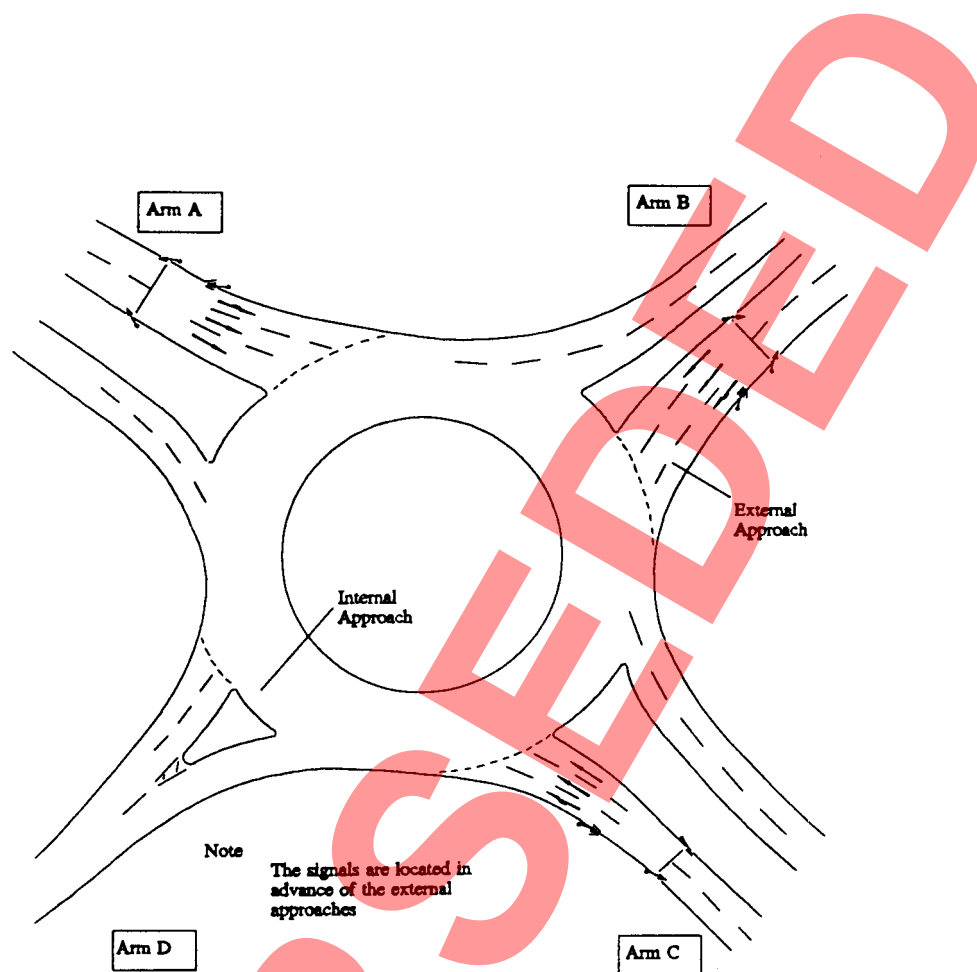 Arm A
Arm B
External
Approach
Internal
Approach
Note
The signals are located in
advance of the external
approaches
Arm D
Arm C
PSEDED